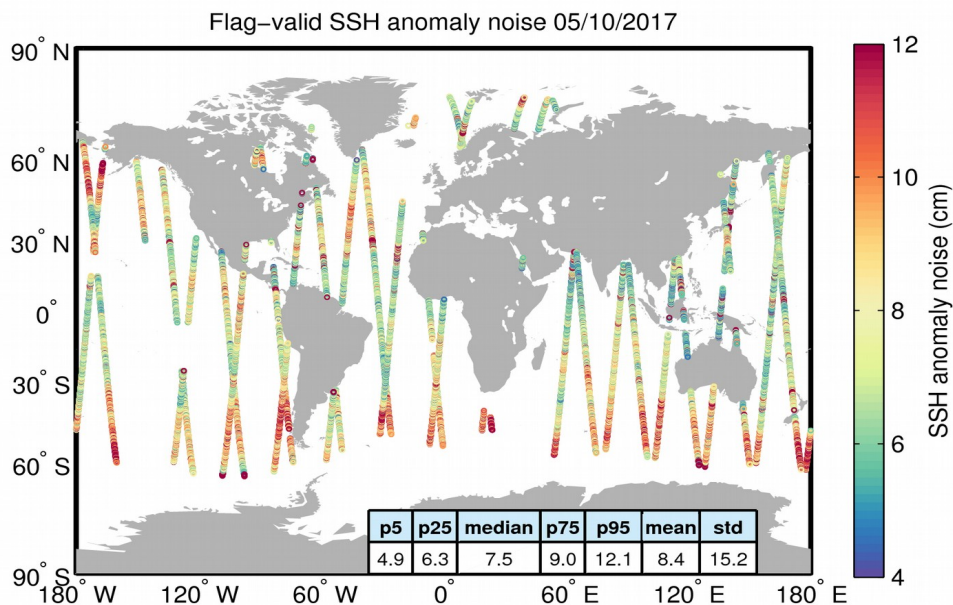 Flag−valid SSH anomaly noise 05/10/2017
90° N
60° N
30° N
0°
30° S
60° S
90° S
180° W
120° W
60° W
0°
60° E
120° E
180° E
p5 p25 median p75 p95 mean std
4.9 6.3 7.5 9.0 12.1 8.4 15.2
12
10
8
6
4
SSH anomaly noise (cm)